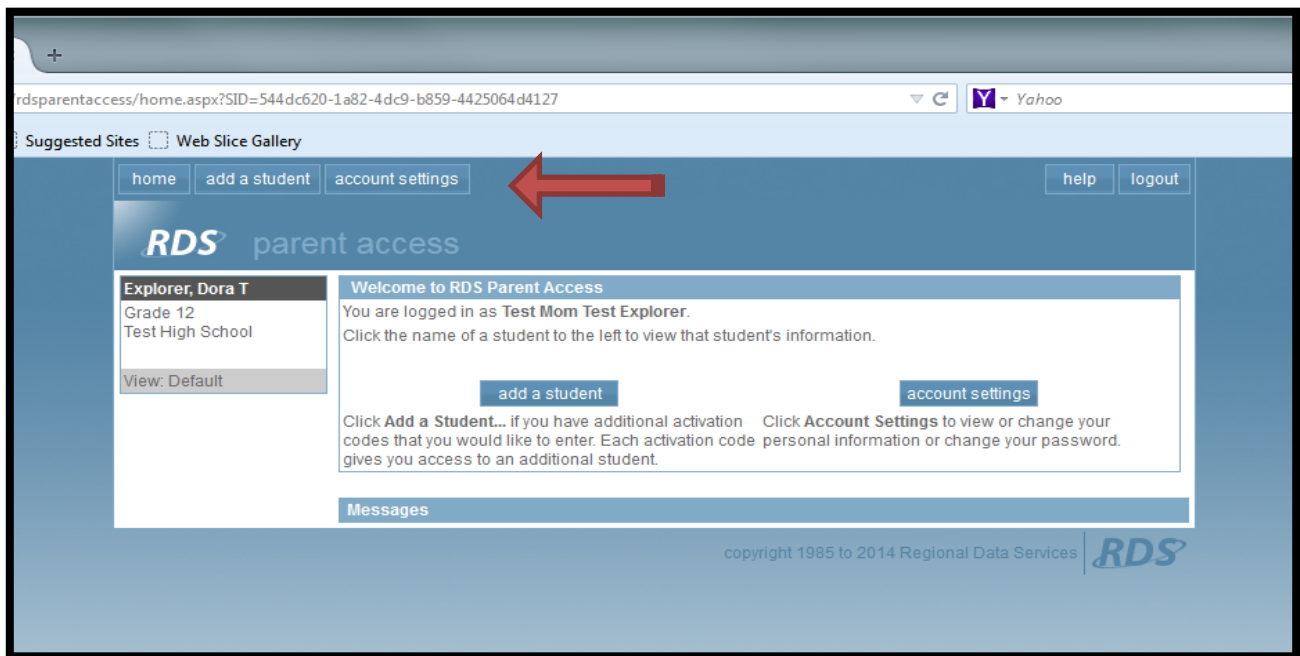 +
rdsparentaccess/home.aspx?SID=544dc620-1a82-4dc9-b859-4425064d4127
Y Yahoo
Suggested Sites Web Slice Gallery
home add a student account settings help logout
RDS parent access
Explorer, Dora T
Grade 12
Test High School
View: Default
Welcome to RDS Parent Access
You are logged in as Test Mom Test Explorer.
Click the name of a student to the left to view that student's information.
add a student
Click Add a Student... if you have additional activation
codes that you would like to enter. Each activation code
gives you access to an additional student.
account settings
Click Account Settings to view or change your
personal information or change your password.
Messages
copyright 1985 to 2014 Regional Data Services RDS